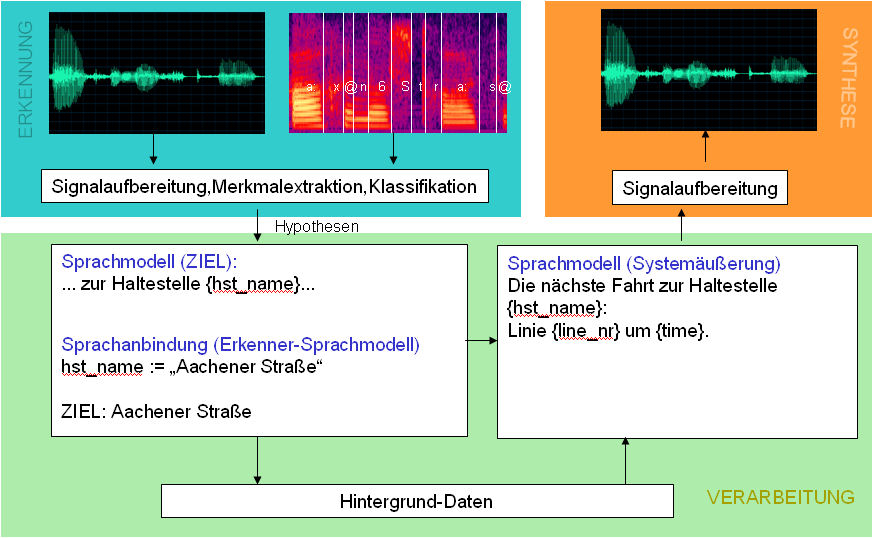 ERKENNUNG
a: x @ n 6 S t r a: s @
SYNTHESE
Signalaufbereitung,Merkmalextraktion,Klassifikation
Signalaufbereitung
Hypothesen
Sprachmodell (ZIEL):
... zur Haltestelle {hst_name}...
Sprachanbindung (Erkenner-Sprachmodell)
hst_name := „Aachener Straße“
ZIEL: Aachener Straße
Sprachmodell (Systemäußerung)
Die nächste Fahrt zur Haltestelle
{hst_name}:
Linie {line_nr} um {time}.
Hintergrund-Daten
VERARBEITUNG